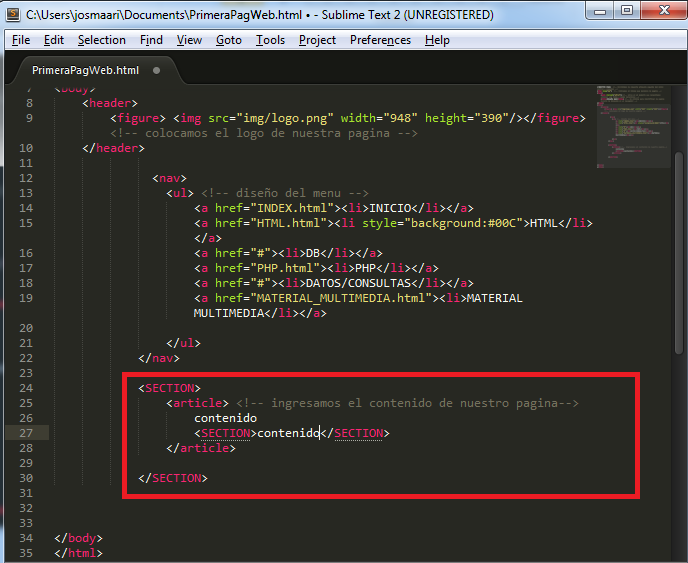 C:\Users\josmaari\Documents\PrimeraPagWeb.html • - Sublime Text 2 (UNREGISTERED)
File Edit Selection Find View Goto Tools Project Preferences Help
PrimeraPagWeb.html
7 <body>
8 <header>
9 <figure> <img src="img/logo.png" width="948" height="390"/></figure>
<!-- colocamos el logo de nuestra pagina -->
10 </header>
11
12 <nav>
13 <ul> <!-- diseño del menu -->
14 <a href="INDEX.html"><li>INICIO</li></a>
15 <a href="HTML.html"><li style="background:#00C">HTML</li>
</a>
16 <a href="#"><li>DB</li></a>
17 <a href="PHP.html"><li>PHP</li></a>
18 <a href="#"><li>DATOS/CONSULTAS</li></a>
19 <a href="MATERIAL_MULTIMEDIA.html"><li>MATERIAL
MULTIMEDIA</li></a>
20
21 </ul>
22 </nav>
23
24 <SECTION>
25 <article> <!-- ingresamos el contenido de nuestro pagina-->
26 contenido
27 <SECTION>contenido</SECTION>
28 </article>
29
30 </SECTION>
31
32
33
34 </body>
35 </html>